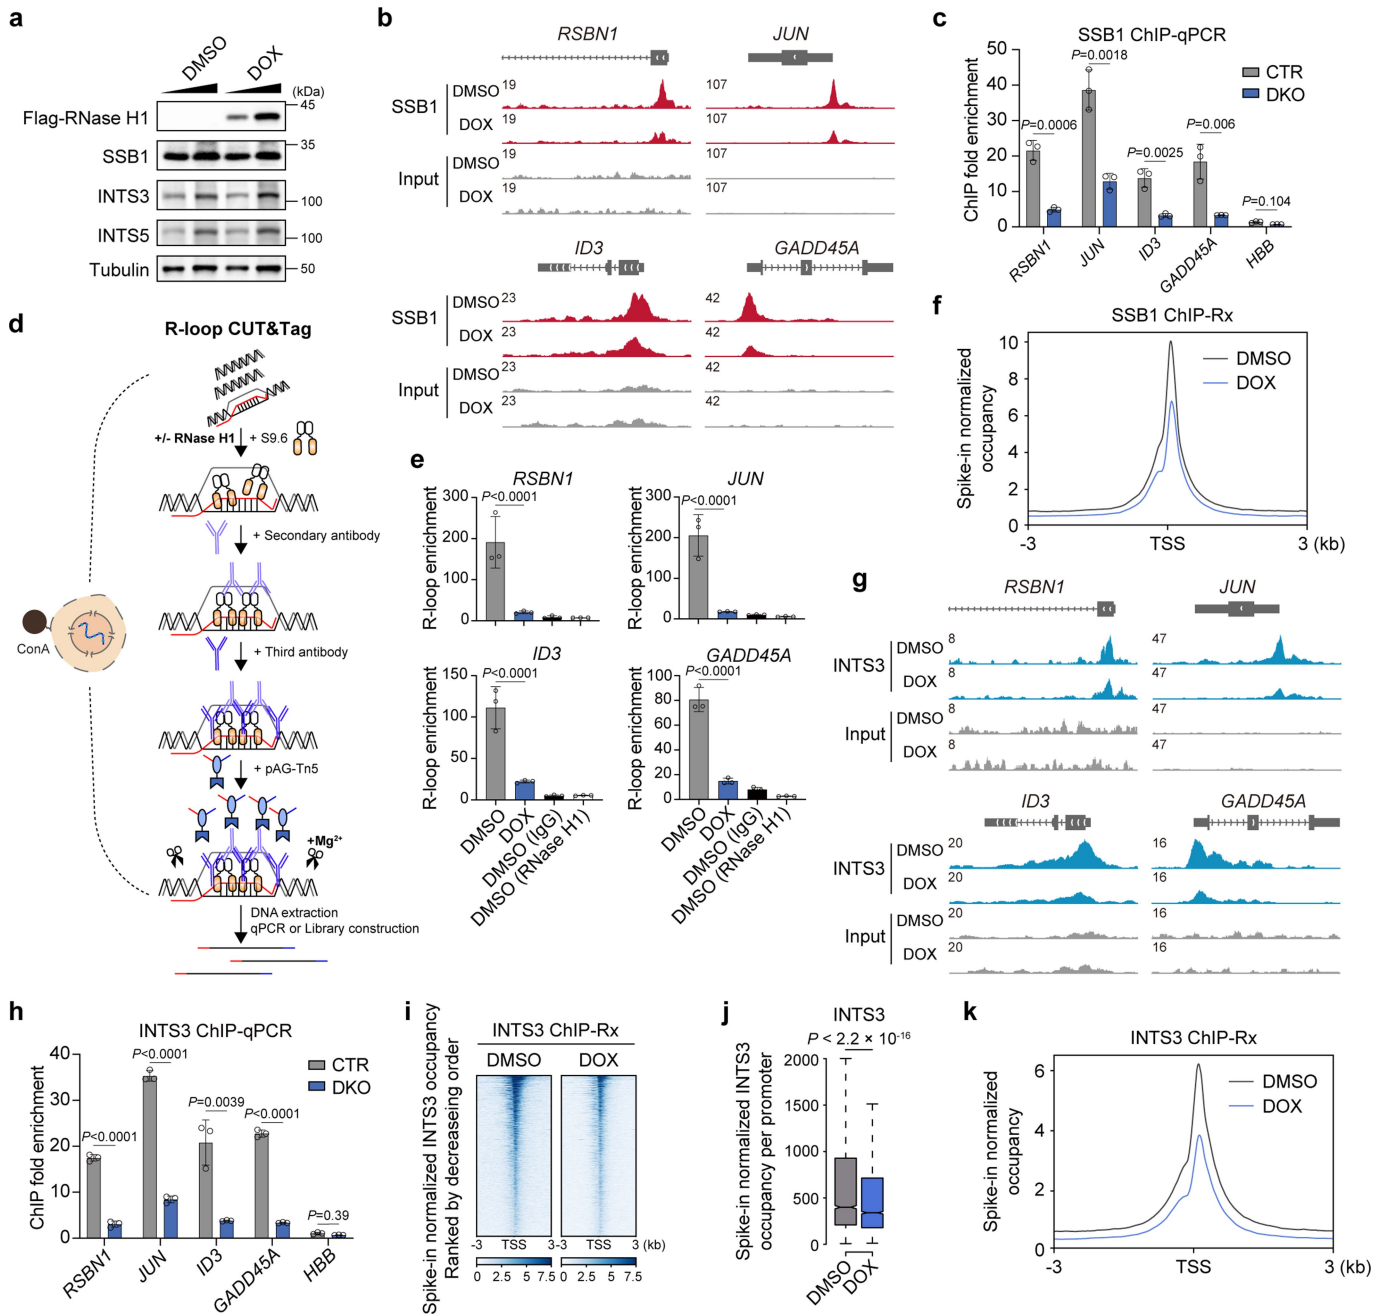 a
DMSO
DOX
(kDa)
Flag-RNase H1
45
SSB1
35
INTS3
100
INTS5
100
Tubulin
50
b
RSBN1
JUN
SSB1
DMSO
19
107
DOX
19
107
Input
DMSO
19
107
DOX
19
107
ID3
GADD45A
SSB1
DMSO
23
42
DOX
23
42
Input
DMSO
23
42
DOX
23
42
c
SSB1 ChIP-qPCR
ChIP fold enrichment
50
40
30
20
10
0
P=0.0006
P=0.0018
P=0.0025
P=0.006
P=0.104
CTR
DKO
RSBN1
JUN
ID3
GADD45A
HBB
d
R-loop CUT&Tag
+/- RNase H1
+ S9.6
+ Secondary antibody
+ Third antibody
+ pAG-Tn5
+Mg²⁺
DNA extraction
qPCR or Library construction
ConA
e
RSBN1
R-loop enrichment
300
200
100
0
P<0.0001
JUN
R-loop enrichment
300
200
100
0
P<0.0001
ID3
R-loop enrichment
150
100
50
0
P<0.0001
DMSO
DOX
DMSO (IgG)
DMSO (RNase H1)
GADD45A
R-loop enrichment
100
80
60
40
20
0
P<0.0001
DMSO
DOX
DMSO (IgG)
DMSO (RNase H1)
f
SSB1 ChIP-Rx
Spike-in normalized
occupancy
10
8
6
4
2
0
DMSO
DOX
-3
TSS
3 (kb)
g
RSBN1
JUN
INTS3
DMSO
8
47
DOX
8
47
Input
DMSO
8
47
DOX
8
47
ID3
GADD45A
INTS3
DMSO
20
16
DOX
20
16
Input
DMSO
20
16
DOX
20
16
h
INTS3 ChIP-qPCR
ChIP fold enrichment
40
30
20
10
0
P<0.0001
P<0.0001
P=0.0039
P<0.0001
P=0.39
CTR
DKO
RSBN1
JUN
ID3
GADD45A
HBB
i
Spike-in normalized INTS3 occupancy
Ranked by decreaseing order
INTS3 ChIP-Rx
DMSO
DOX
-3 TSS 3
-3 TSS 3 (kb)
0 2.5 5 7.5
0 2.5 5 7.5
j
INTS3
P < 2.2 × 10⁻¹⁶
Spike-in normalized INTS3
occupancy per promoter
2000
1500
1000
500
0
DMSO
DOX
k
INTS3 ChIP-Rx
Spike-in normalized
occupancy
6
4
2
0
DMSO
DOX
-3
TSS
3 (kb)